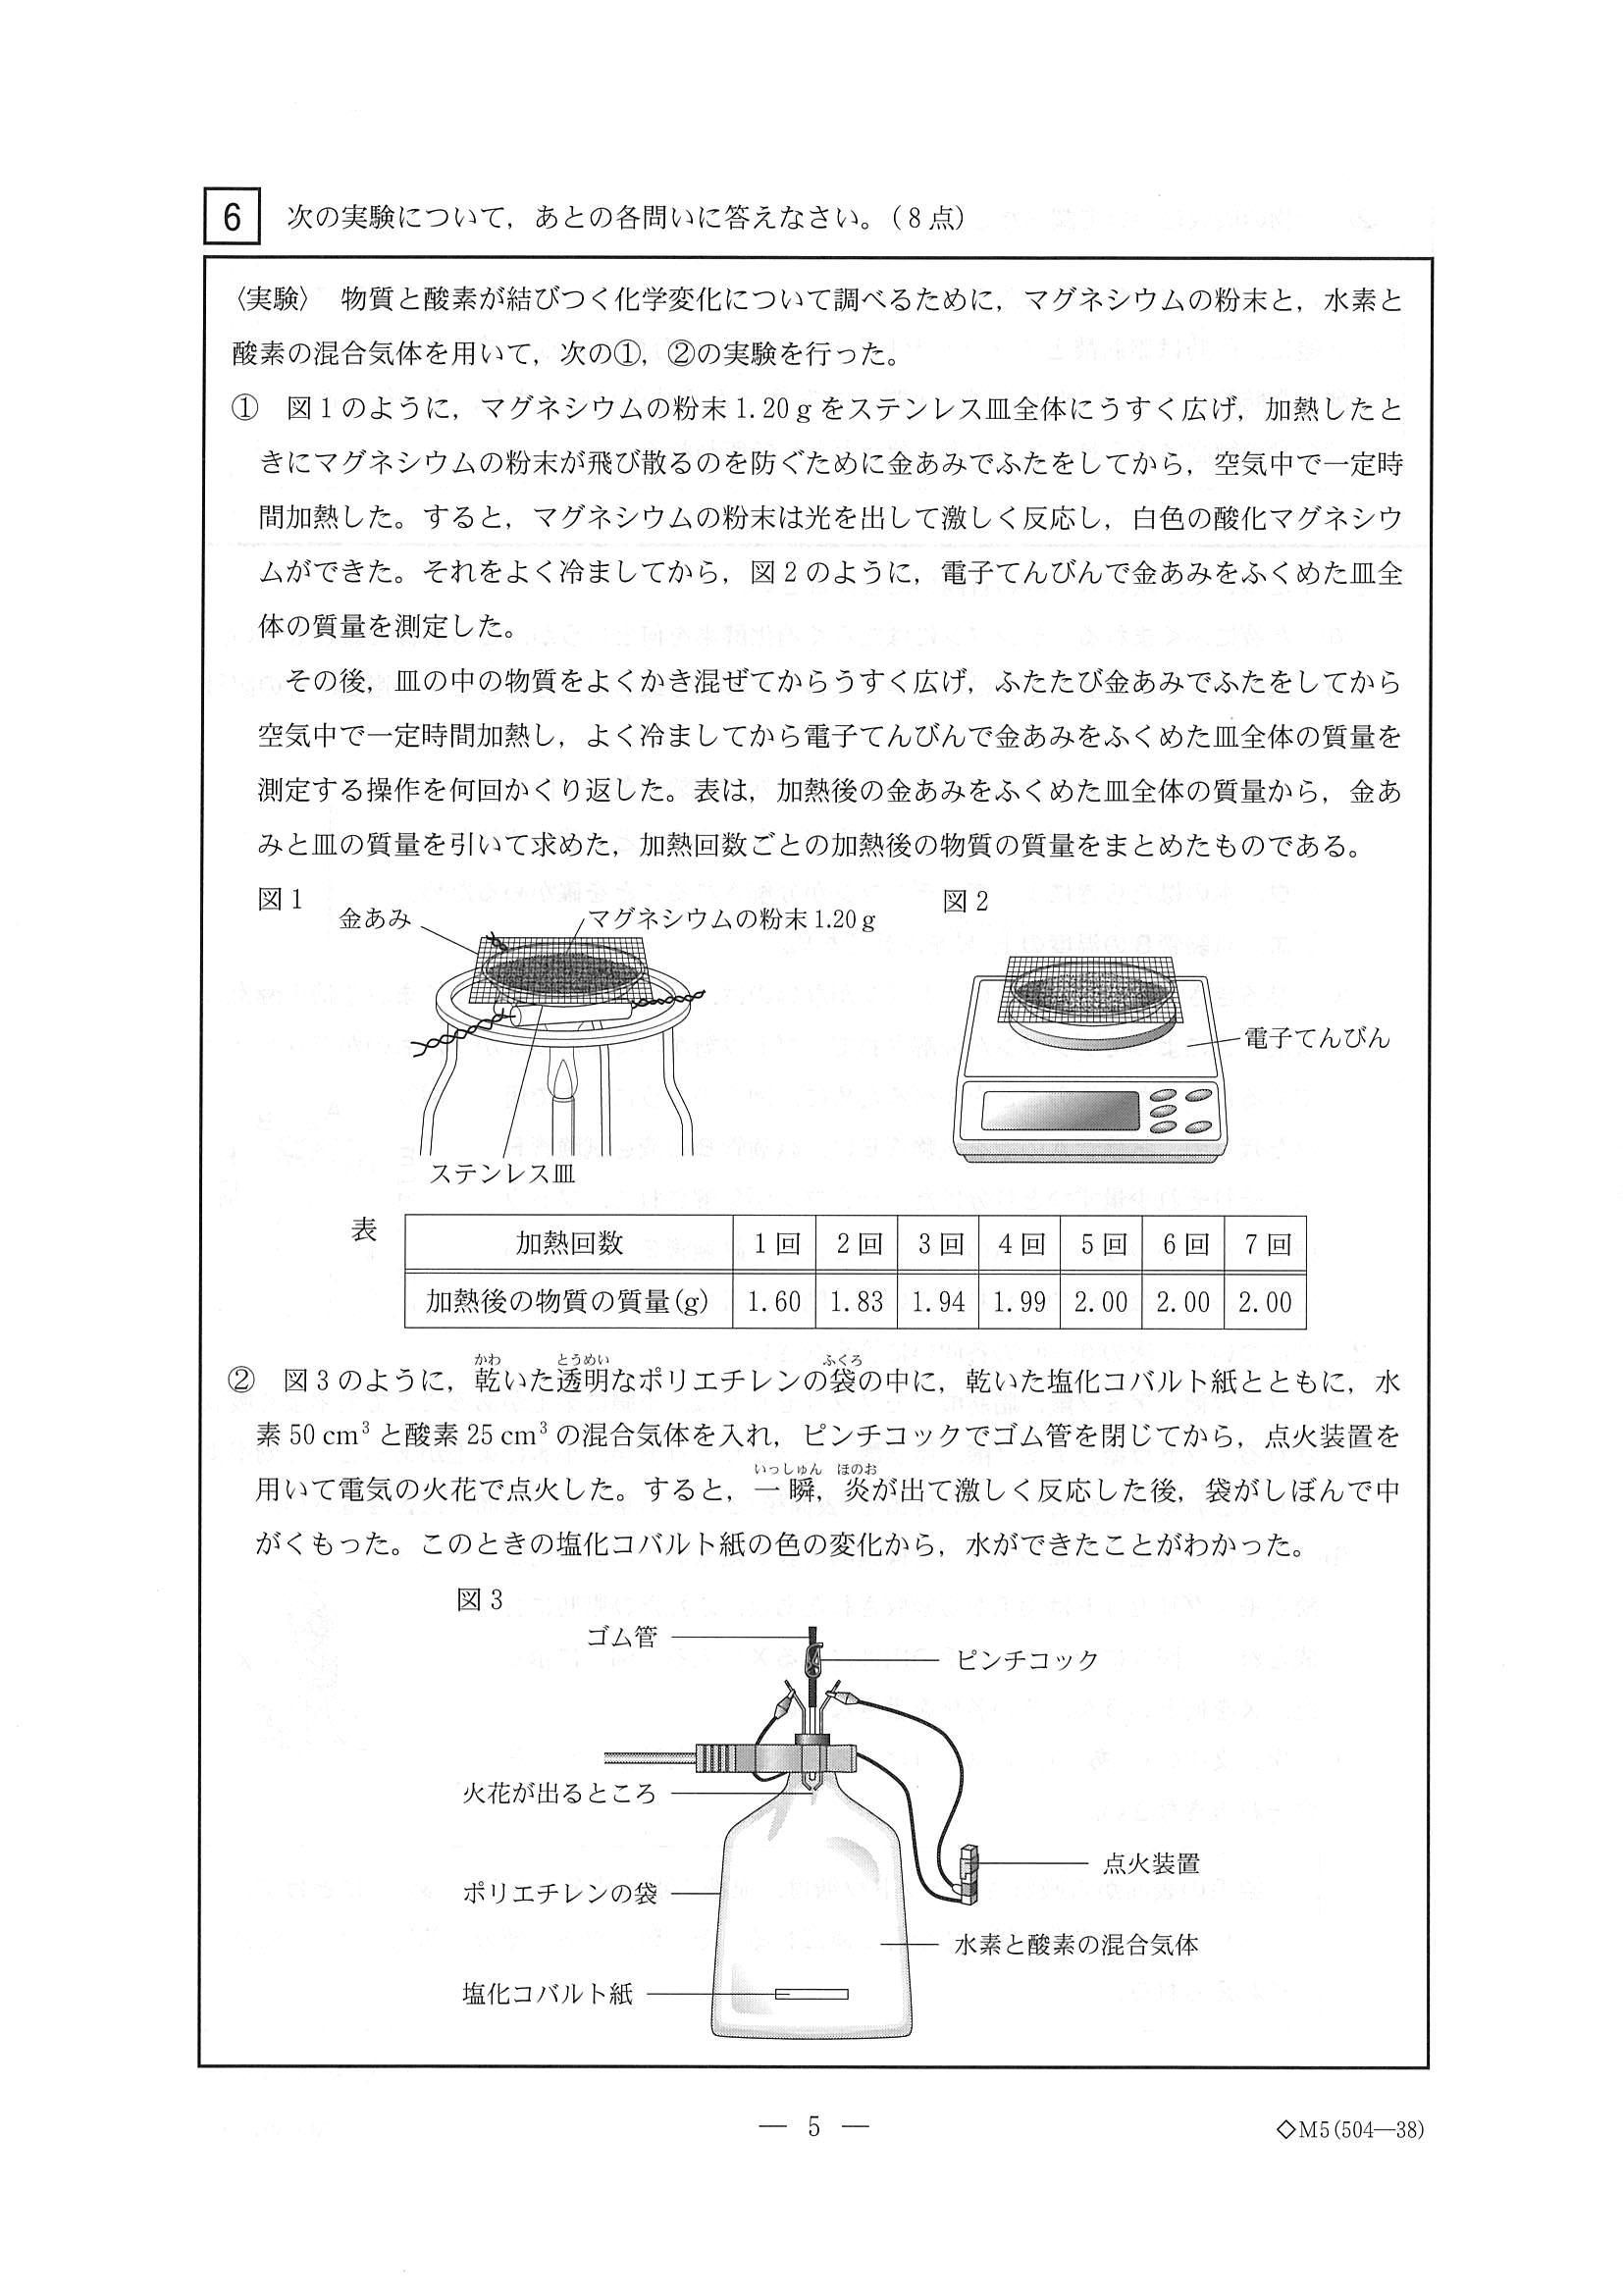 6 次の実験について，あとの各問いに答えなさい。（8点）
〈実験〉 物質と酸素が結びつく化学変化について調べるために，マグネシウムの粉末と，水素と
酸素の混合気体を用いて，次の①，②の実験を行った。
① 図1のように，マグネシウムの粉末1.20gをステンレス皿全体にうすく広げ，加熱したと
きにマグネシウムの粉末が飛び散るのを防ぐために金あみでふたをしてから，空気中で一定時
間加熱した。すると，マグネシウムの粉末は光を出して激しく反応し，白色の酸化マグネシウ
ムができた。それをよく冷ましてから，図2のように，電子てんびんで金あみをふくめた皿全
体の質量を測定した。
その後，皿の中の物質をよくかき混ぜてからうすく広げ，ふたたび金あみでふたをしてから
空気中で一定時間加熱し，よく冷ましてから電子てんびんで金あみをふくめた皿全体の質量を
測定する操作を何回かくり返した。表は，加熱後の金あみをふくめた皿全体の質量から，金あ
みと皿の質量を引いて求めた，加熱回数ごとの加熱後の物質の質量をまとめたものである。
図1
金あみ
マグネシウムの粉末1.20g
ステンレス皿
図2
電子てんびん
表
加熱回数 1回 2回 3回 4回 5回 6回 7回
加熱後の物質の質量(g) 1.60 1.83 1.94 1.99 2.00 2.00 2.00
かわ とうめい ふくろ
② 図3のように，乾いた透明なポリエチレンの袋の中に，乾いた塩化コバルト紙とともに，水
素50cm³と酸素25cm³の混合気体を入れ，ピンチコックでゴム管を閉じてから，点火装置を
いっしゅん ほのお
用いて電気の火花で点火した。すると，一瞬，炎が出て激しく反応した後，袋がしぼんで中
がくもった。このときの塩化コバルト紙の色の変化から，水ができたことがわかった。
図3
ゴム管
ピンチコック
火花が出るところ
点火装置
ポリエチレンの袋
水素と酸素の混合気体
塩化コバルト紙
— 5 —
◇M5(504—38)